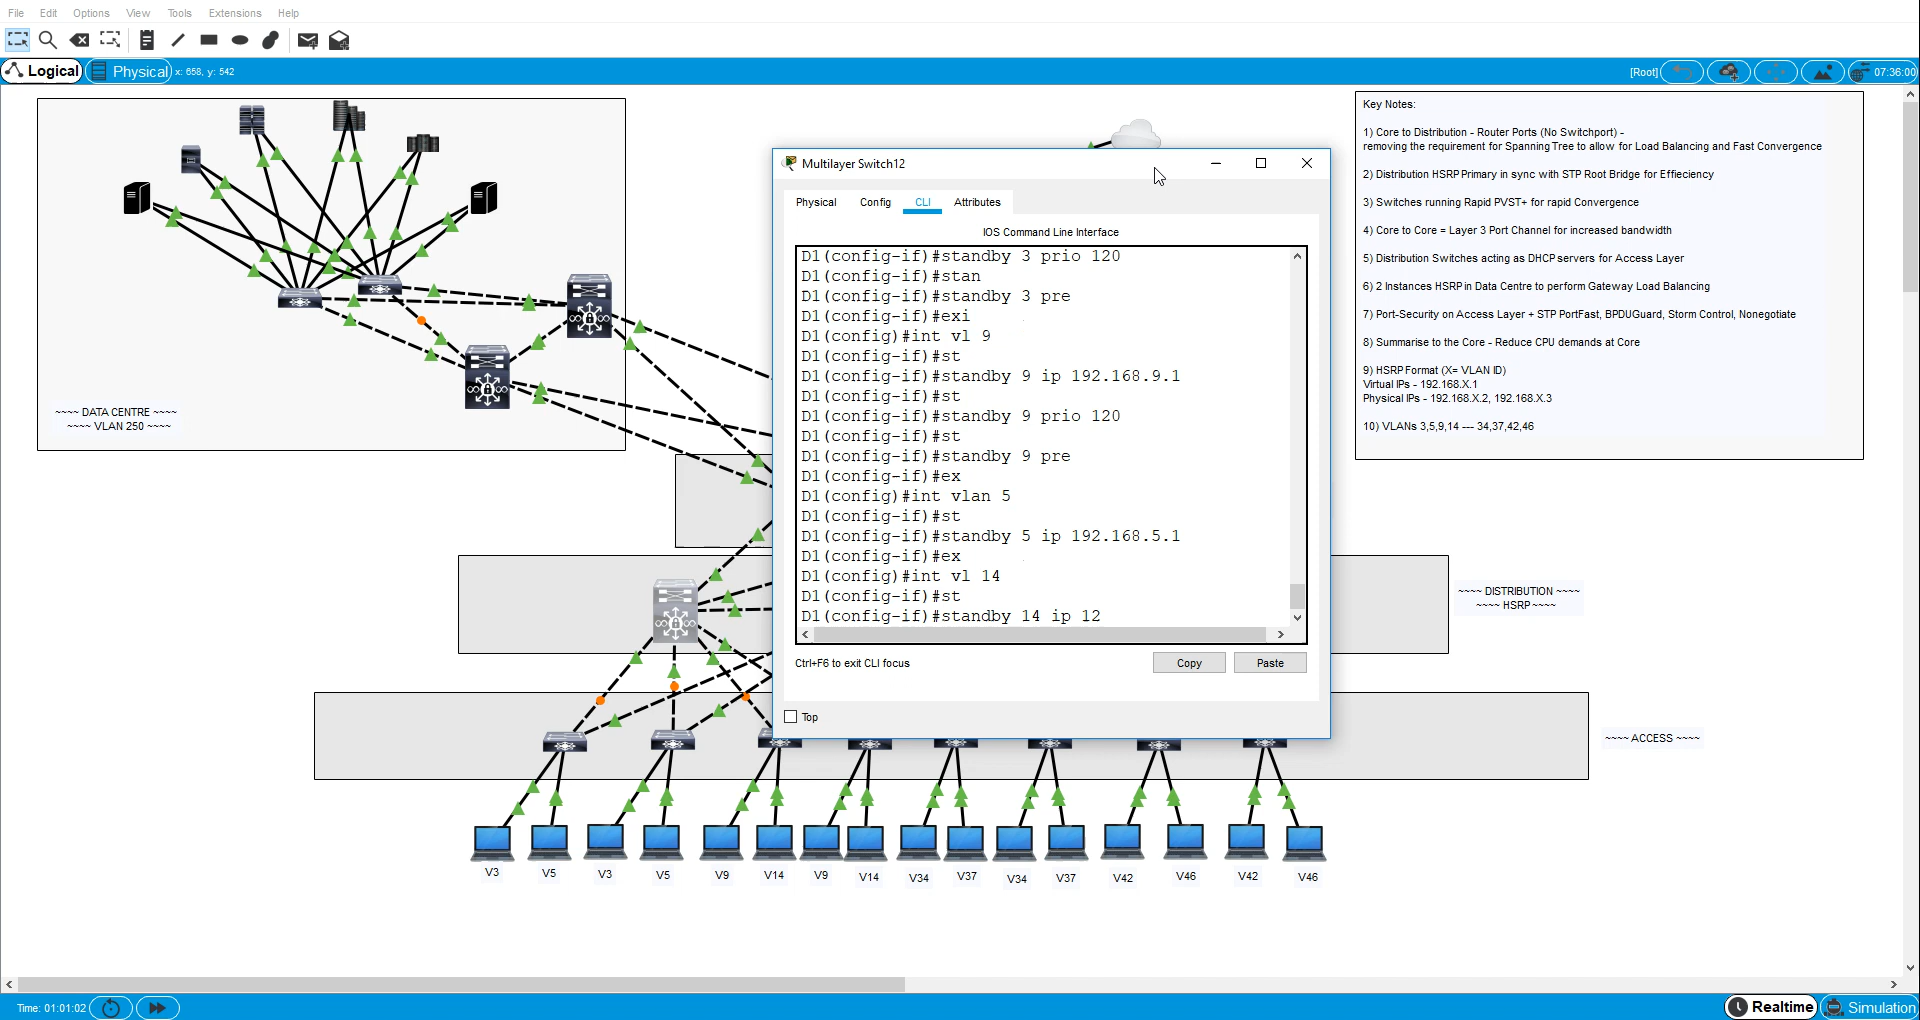 File Edit Options View Tools Extensions Help
Logical Physical x: 658, y: 542 [Root] 07:36:00
~~~~ DATA CENTRE ~~~~
~~~~ VLAN 250 ~~~~
Key Notes:
1) Core to Distribution - Router Ports (No Switchport) -
removing the requirement for Spanning Tree to allow for Load Balancing and Fast Convergence
2) Distribution HSRP Primary in sync with STP Root Bridge for Effieciency
3) Switches running Rapid PVST+ for rapid Convergence
4) Core to Core = Layer 3 Port Channel for increased bandwidth
5) Distribution Switches acting as DHCP servers for Access Layer
6) 2 Instances HSRP in Data Centre to perform Gateway Load Balancing
7) Port-Security on Access Layer + STP PortFast, BPDUGuard, Storm Control, Nonegotiate
8) Summarise to the Core - Reduce CPU demands at Core
9) HSRP Format (X= VLAN ID)
Virtual IPs - 192.168.X.1
Physical IPs - 192.168.X.2, 192.168.X.3
10) VLANs 3,5,9,14 --- 34,37,42,46
Multilayer Switch12
Physical Config CLI Attributes
IOS Command Line Interface
D1(config-if)#standby 3 prio 120
D1(config-if)#stan
D1(config-if)#standby 3 pre
D1(config-if)#exi
D1(config)#int vl 9
D1(config-if)#st
D1(config-if)#standby 9 ip 192.168.9.1
D1(config-if)#st
D1(config-if)#standby 9 prio 120
D1(config-if)#st
D1(config-if)#standby 9 pre
D1(config-if)#ex
D1(config)#int vlan 5
D1(config-if)#st
D1(config-if)#standby 5 ip 192.168.5.1
D1(config-if)#ex
D1(config)#int vl 14
D1(config-if)#st
D1(config-if)#standby 14 ip 12
Ctrl+F6 to exit CLI focus
Copy Paste
Top
~~~~ DISTRIBUTION ~~~~
~~~~ HSRP ~~~~
~~~~ ACCESS ~~~~
V3 V5 V3 V5 V9 V14 V9 V14 V34 V37 V34 V37 V42 V46 V42 V46
Time: 01:01:02 Realtime Simulation